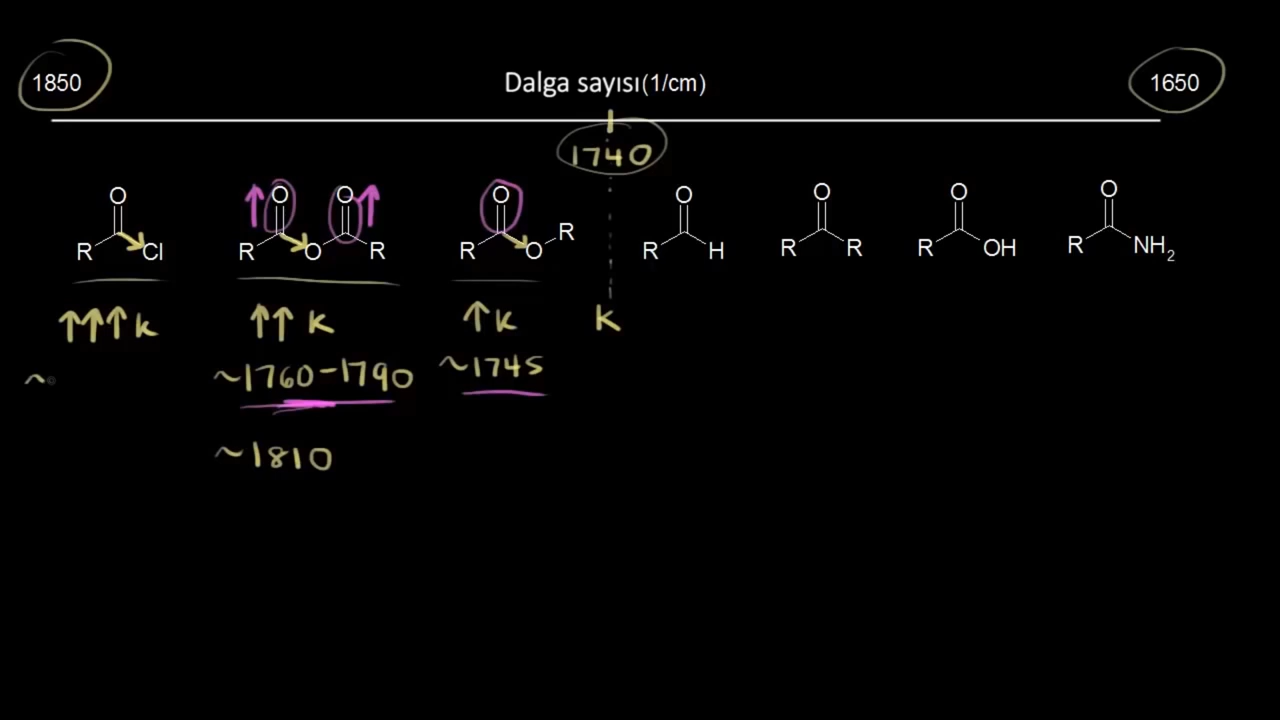 1850 Dalga sayısı(1/cm) 1650
1740
O O O O O O O O
R Cl R O R R O R R H R R R OH R NH₂
↑↑↑ k ↑↑ k ↑ k k
~ ~1760-1790 ~1745
~1810